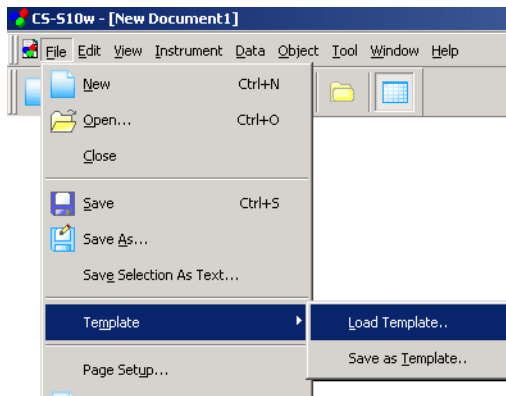 CS-S10w - [New Document1]
File Edit View Instrument Data Object Tool Window Help
New Ctrl+N
Open... Ctrl+O
Close
Save Ctrl+S
Save As...
Save Selection As Text...
Template
Load Template..
Save as Template..
Page Setup...